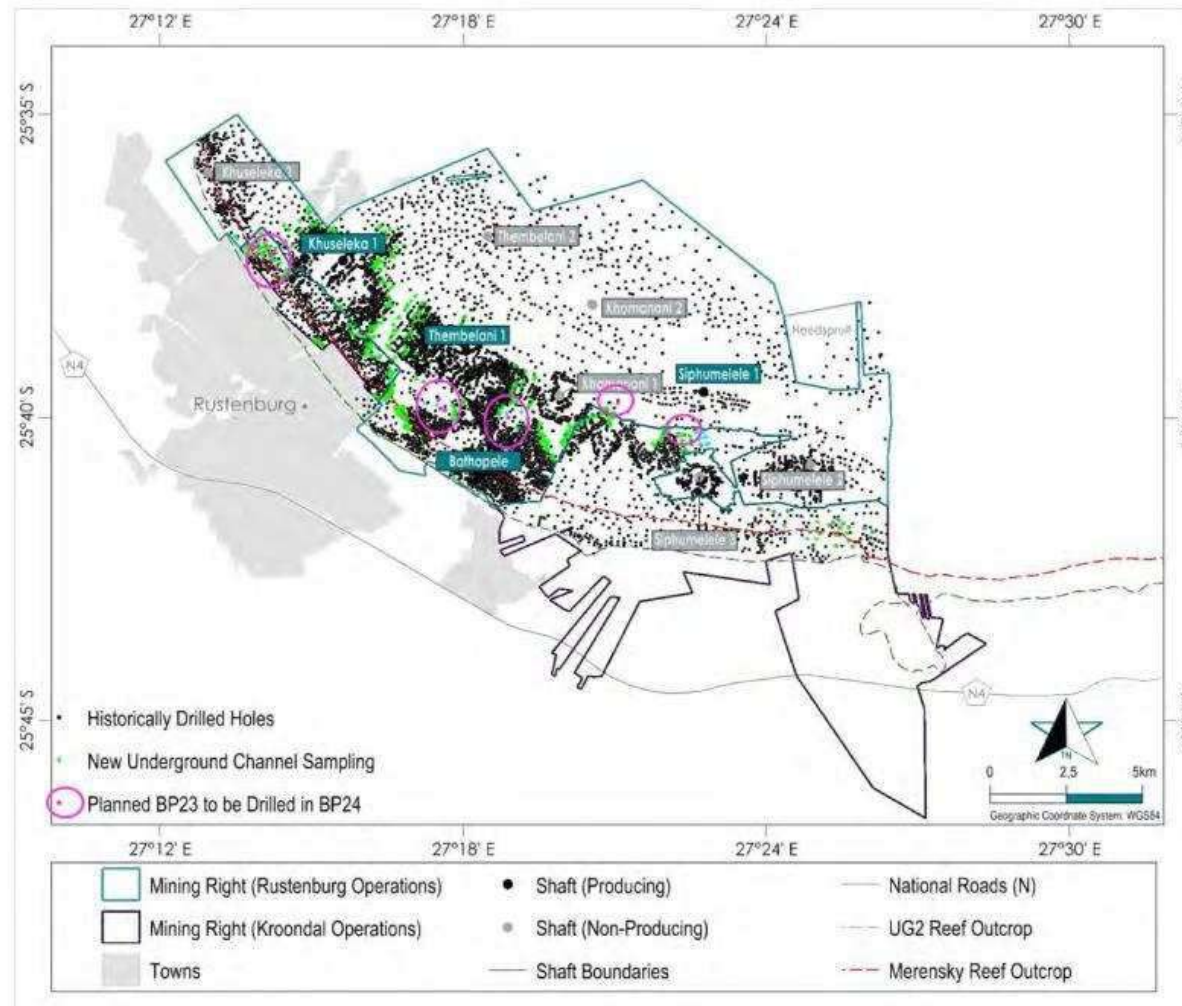 27°12' E
27°18' E
27°24' E
27°30' E
25°35' S
Khuseleka 1
Thembelani 2
Khomanani 2
Thembelani 1
Khomanani 1
Siphumelele 1
N4
Rustenburg
25°40' S
Bathopele
Siphumelele 2
Siphumelele 3
N4
25°45' S
Historically Drilled Holes
New Underground Channel Sampling
Planned BP23 to be Drilled in BP24
TN
0 2,5 5km
Geographic Coordinate System: WGS84
27°12' E
27°18' E
27°24' E
27°30' E
Mining Right (Rustenburg Operations)
Shaft (Producing)
National Roads (N)
Mining Right (Kroondal Operations)
Shaft (Non-Producing)
UG2 Reef Outcrop
Towns
Shaft Boundaries
Merensky Reef Outcrop